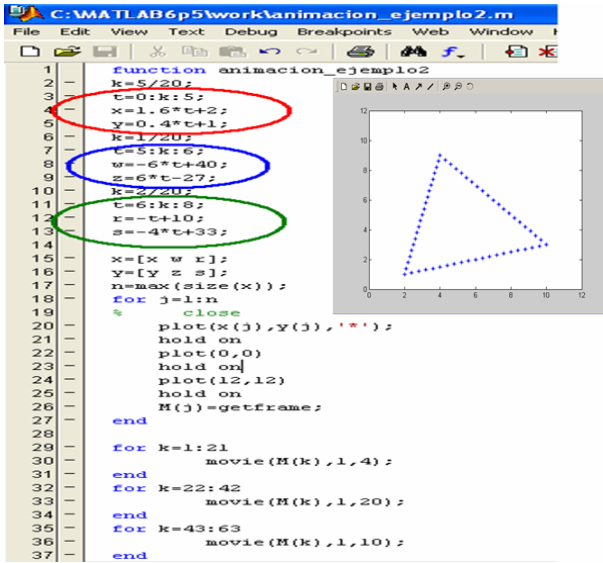 C:\MATLAB6p5\work\animacion_ejemplo2.m
File Edit View Text Debug Breakpoints Web Window
1 function animacion_ejemplo2
2 - k=5/20;
3 - t=0:k:5;
4 - x=1.6*t+2;
5 - y=0.4*t+1;
6 - k=1/20;
7 - t=5:k:6;
8 - w=-6*t+40;
9 - z=6*t-27;
10 - k=2/20;
11 - t=6:k:8;
12 - r=-t+10;
13 - s=-4*t+33;
14
15 - x=[x w r];
16 - y=[y z s];
17 - n=max(size(x));
18 - for j=1:n
19 % close
20 - plot(x(j),y(j),'*');
21 - hold on
22 - plot(0,0)
23 - hold on
24 - plot(12,12)
25 - hold on
26 - M(j)=getframe;
27 - end
28
29 - for k=1:21
30 - movie(M(k),1,4);
31 - end
32 - for k=22:42
33 - movie(M(k),1,20);
34 - end
35 - for k=43:63
36 - movie(M(k),1,10);
37 - end
A
12
10
8
6
4
2
0
0 2 4 6 8 10 12